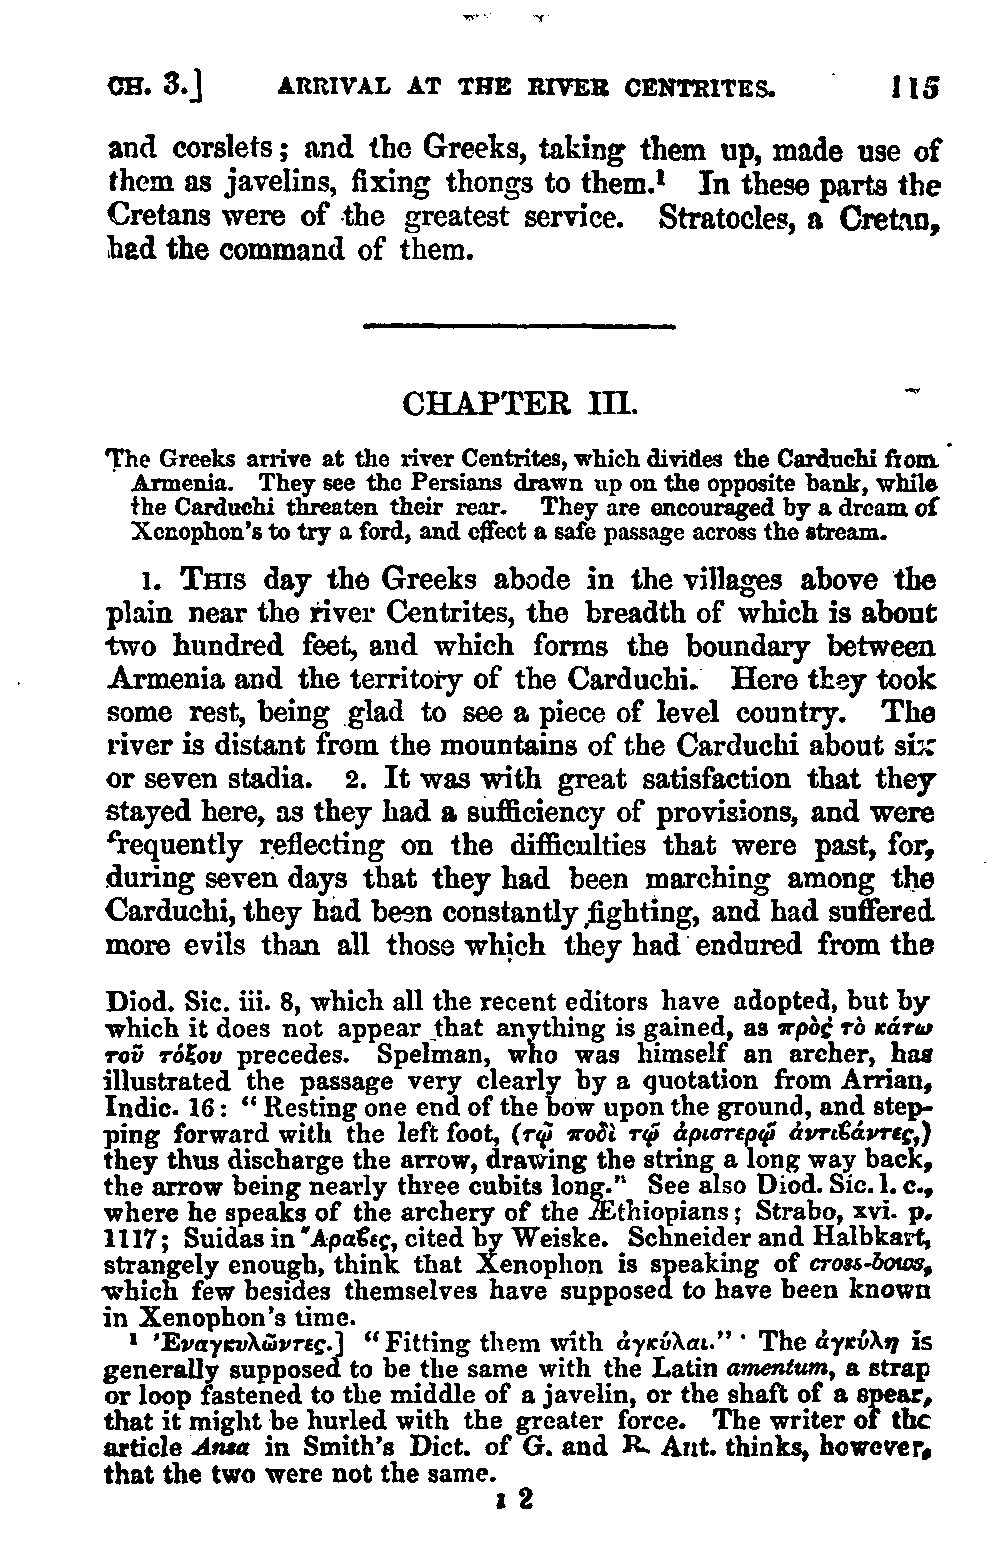 CH. 3.] ARRIVAL AT THE RIVER CENTRITES. 115
and corslets; and the Greeks, taking them up, made use of
them as javelins, fixing thongs to them.¹ In these parts the
Cretans were of the greatest service. Stratocles, a Cretan,
had the command of them.
CHAPTER III.
The Greeks arrive at the river Centrites, which divides the Carduchi from
Armenia. They see the Persians drawn up on the opposite bank, while
the Carduchi threaten their rear. They are encouraged by a dream of
Xenophon's to try a ford, and effect a safe passage across the stream.
1. THIS day the Greeks abode in the villages above the
plain near the river Centrites, the breadth of which is about
two hundred feet, and which forms the boundary between
Armenia and the territory of the Carduchi. Here they took
some rest, being glad to see a piece of level country. The
river is distant from the mountains of the Carduchi about six
or seven stadia. 2. It was with great satisfaction that they
stayed here, as they had a sufficiency of provisions, and were
frequently reflecting on the difficulties that were past, for,
during seven days that they had been marching among the
Carduchi, they had been constantly fighting, and had suffered
more evils than all those which they had endured from the
Diod. Sic. iii. 8, which all the recent editors have adopted, but by
which it does not appear that anything is gained, as πρὸς τὸ κάτω
τοῦ τόξου precedes. Spelman, who was himself an archer, has
illustrated the passage very clearly by a quotation from Arrian,
Indic. 16: "Resting one end of the bow upon the ground, and step-
ping forward with the left foot, (τῷ ποδὶ τῷ ἀριστερῷ ἀντιϐάντες,)
they thus discharge the arrow, drawing the string a long way back,
the arrow being nearly three cubits long." See also Diod. Sic. l. c.,
where he speaks of the archery of the Æthiopians; Strabo, xvi. p.
1117; Suidas in Ἄραϐες, cited by Weiske. Schneider and Halbkart,
strangely enough, think that Xenophon is speaking of cross-bows,
which few besides themselves have supposed to have been known
in Xenophon's time.
¹ Ἐναγκυλῶντες.] "Fitting them with ἀγκύλαι." The ἀγκύλη is
generally supposed to be the same with the Latin amentum, a strap
or loop fastened to the middle of a javelin, or the shaft of a spear,
that it might be hurled with the greater force. The writer of the
article Ansa in Smith's Dict. of G. and R. Ant. thinks, however,
that the two were not the same.
I 2